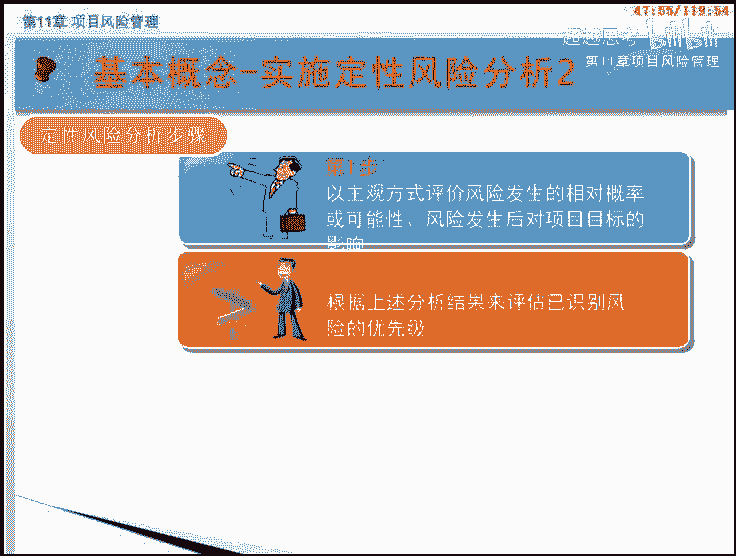 第11章 项目风险管理
47:55/119:54
超越思考 bilibili
第11章项目风险管理
基本概念-实施定性风险分析2
定性风险分析步骤
第1步
以主观方式评价风险发生的相对概率
或可能性、风险发生后对项目目标的
影响
根据上述分析结果来评估已识别风
险的优先级